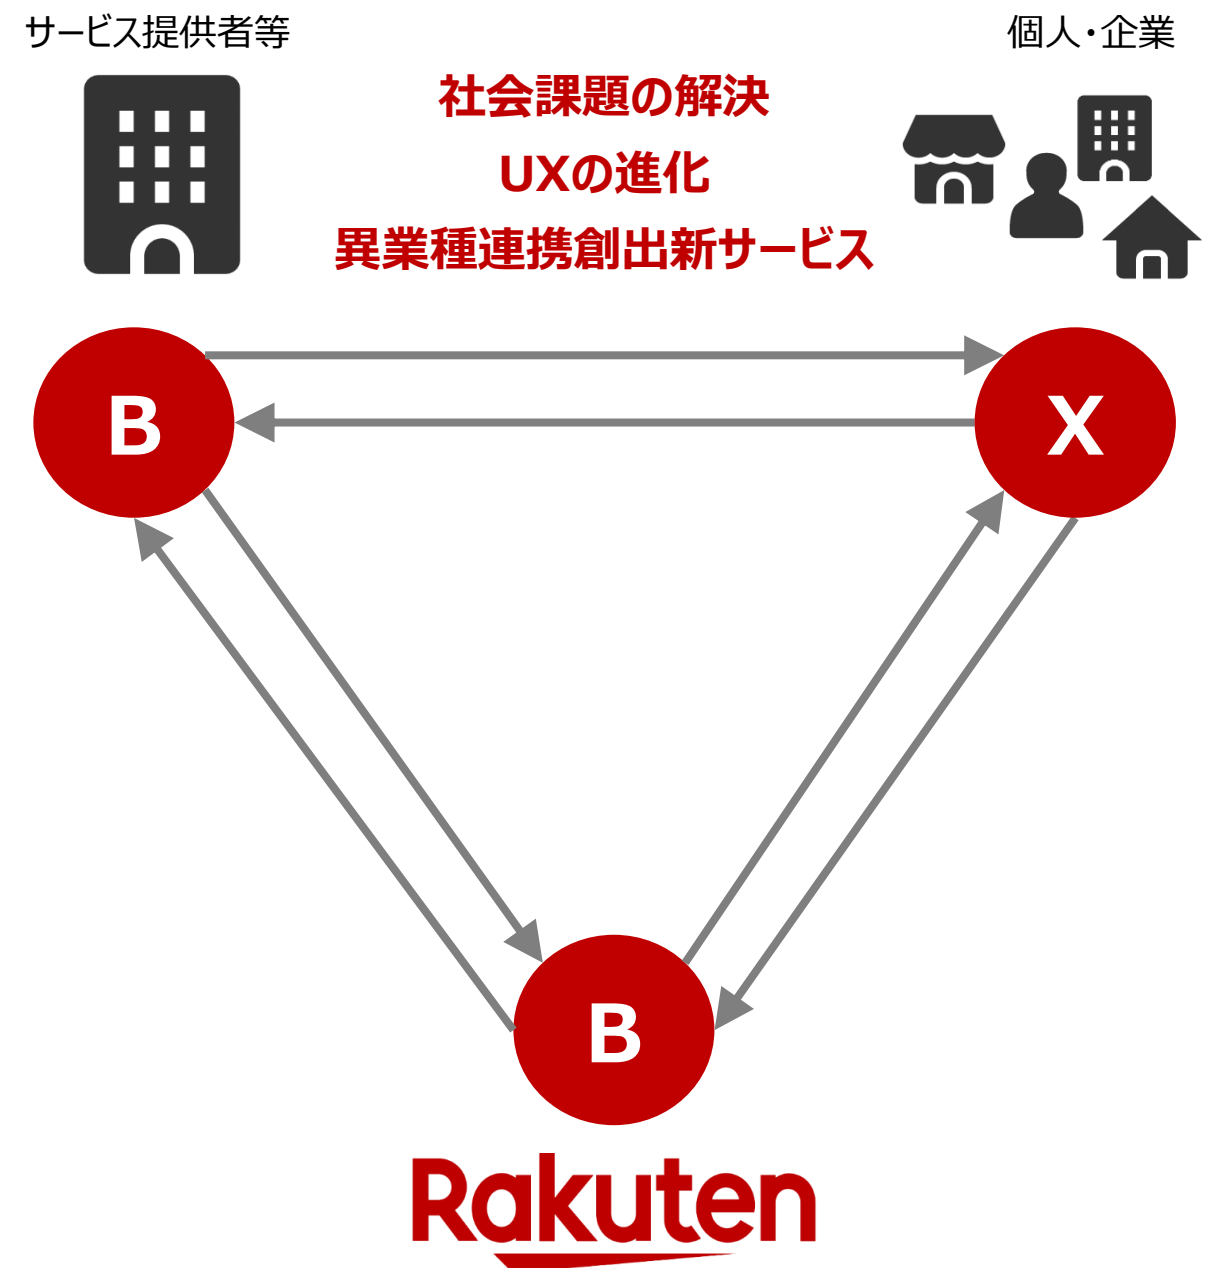 サービス提供者等
個人・企業
社会課題の解決
UXの進化
異業種連携創出新サービス
B
X
B
Rakuten